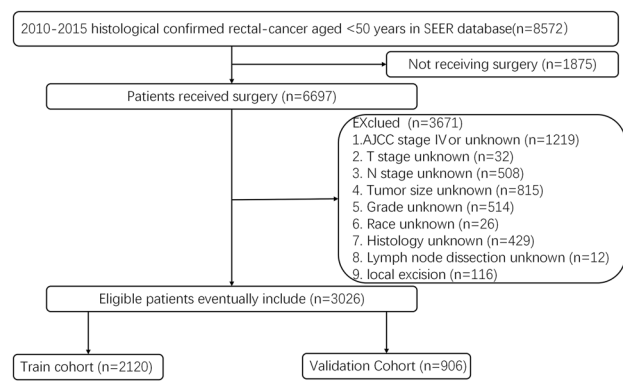 2010-2015 histological confirmed rectal-cancer aged <50 years in SEER database(n=8572)
Not receiving surgery (n=1875)
Patients received surgery (n=6697)
EXclued (n=3671)
1.AJCC stage IV or unknown (n=1219)
2. T stage unknown (n=32)
3. N stage unknown (n=508)
4. Tumor size unknown (n=815)
5. Grade unknown (n=514)
6. Race unknown (n=26)
7. Histology unknown (n=429)
8. Lymph node dissection unknown (n=12)
9. local excision (n=116)
Eligible patients eventually include (n=3026)
Train cohort (n=2120)
Validation Cohort (n=906)